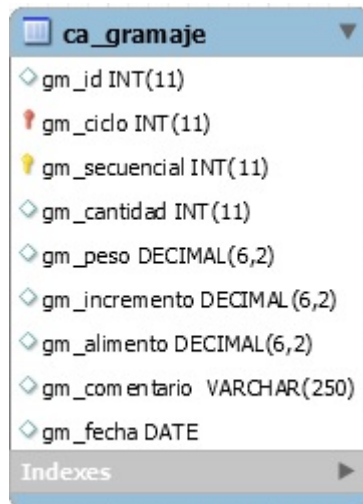 ca_gramaje
gm_id INT(11)
gm_ciclo INT(11)
gm_secuencial INT(11)
gm_cantidad INT(11)
gm_peso DECIMAL(6,2)
gm_incremento DECIMAL(6,2)
gm_alimento DECIMAL(6,2)
gm_comentario VARCHAR(250)
gm_fecha DATE
Indexes